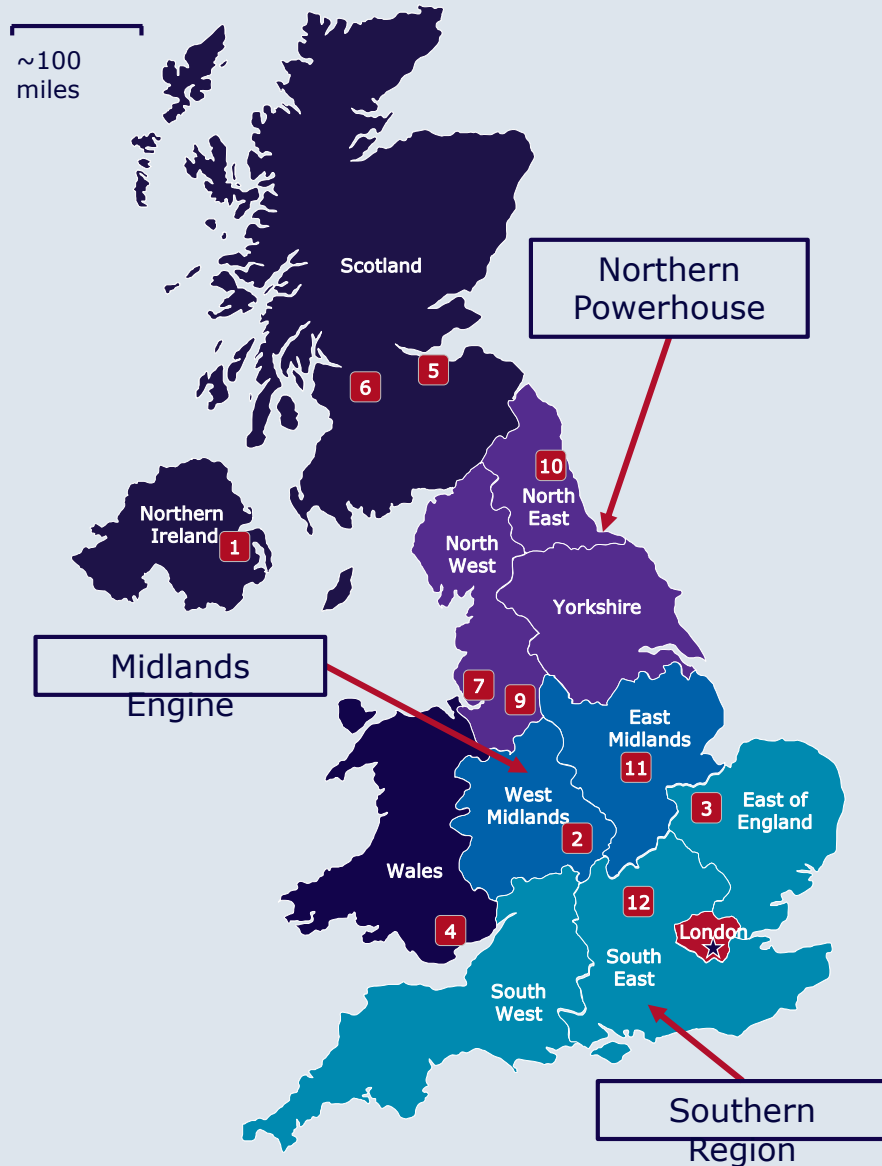 ~100
miles
Scotland
Northern
Powerhouse
5
6
10
North
East
Northern
Ireland
1
North
West
Yorkshire
Midlands
Engine
7
9
East
Midlands
11
West
Midlands
2
3
East of
England
Wales
4
12
London
South
East
South
West
Southern
Region